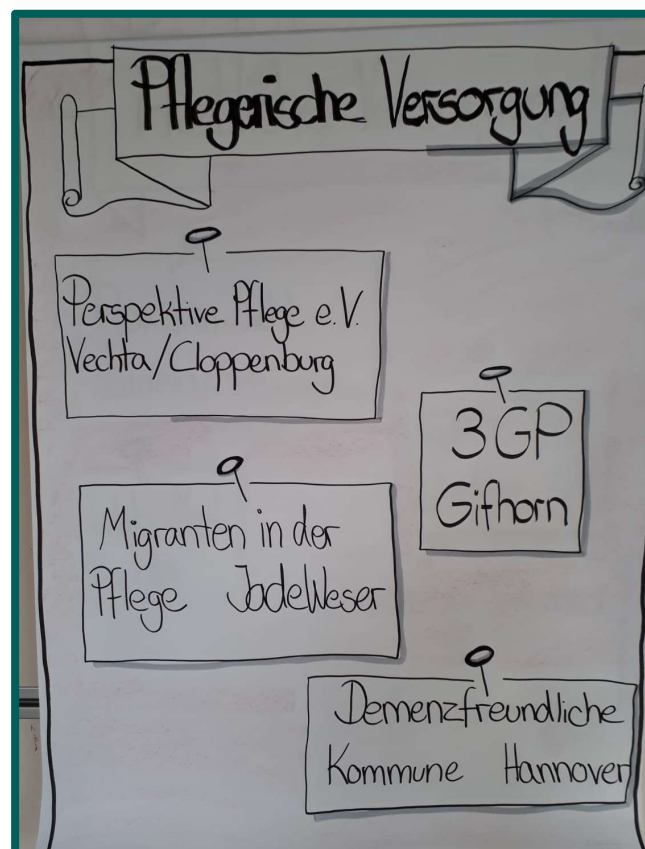 Pflegerische Versorgung
Perspektive Pflege e.V.
Vechta/Cloppenburg
3GP
Gifhorn
Migranten in der
Pflege JadeWeser
Demenzfreundliche
Kommune Hannover